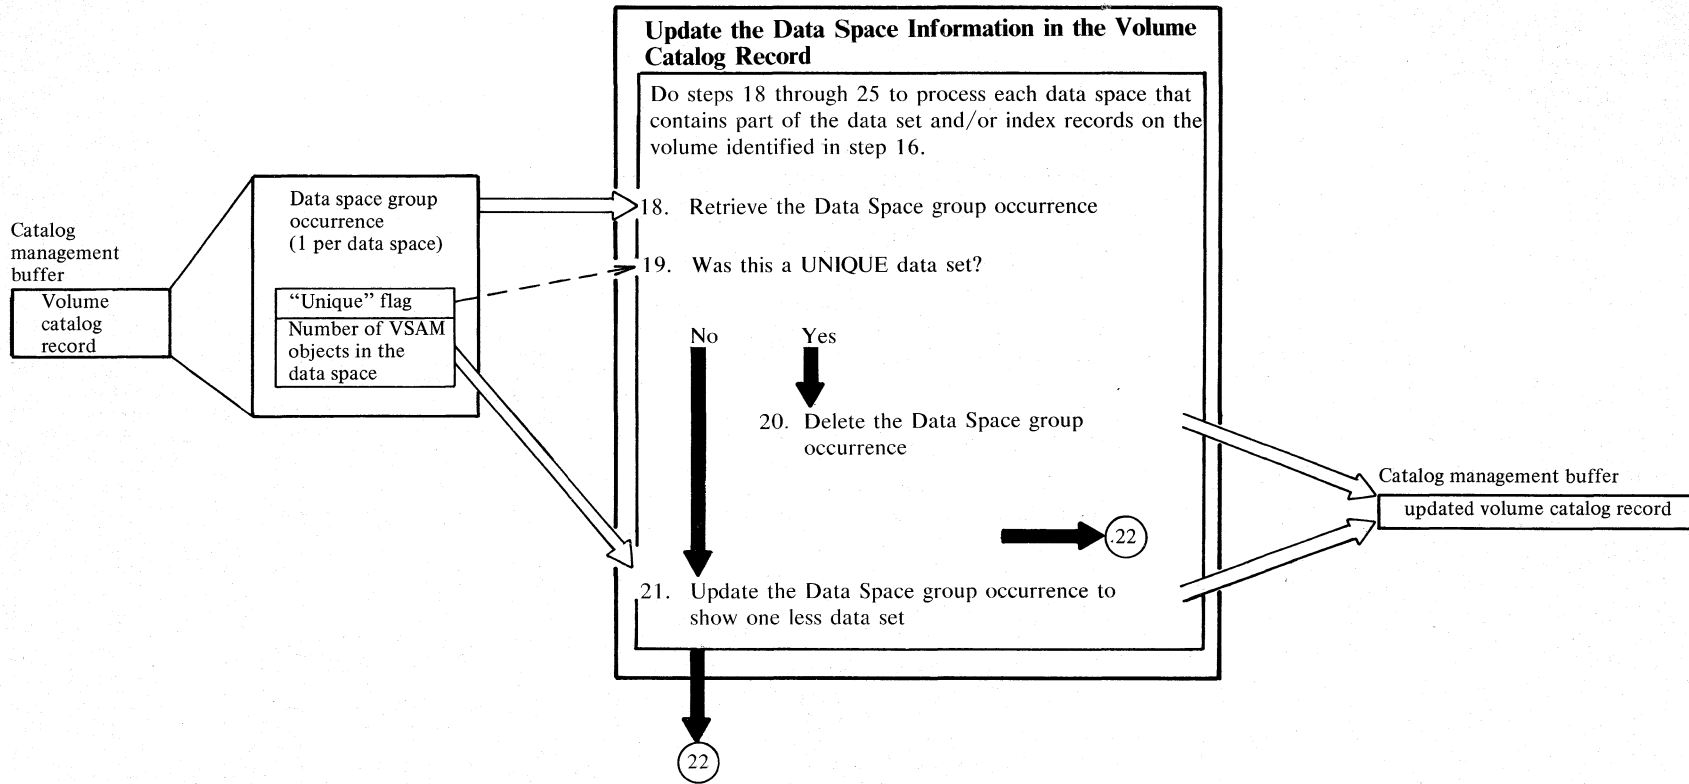 Update the Data Space Information in the Volume
Catalog Record
Do steps 18 through 25 to process each data space that
contains part of the data set and/or index records on the
volume identified in step 16.
Catalog
management
buffer
Volume
catalog
record
Data space group
occurrence
(1 per data space)
“Unique” flag
Number of VSAM
objects in the
data space
18. Retrieve the Data Space group occurrence
19. Was this a UNIQUE data set?
No
Yes
20. Delete the Data Space group
occurrence
22
21. Update the Data Space group occurrence to
show one less data set
22
Catalog management buffer
updated volume catalog record